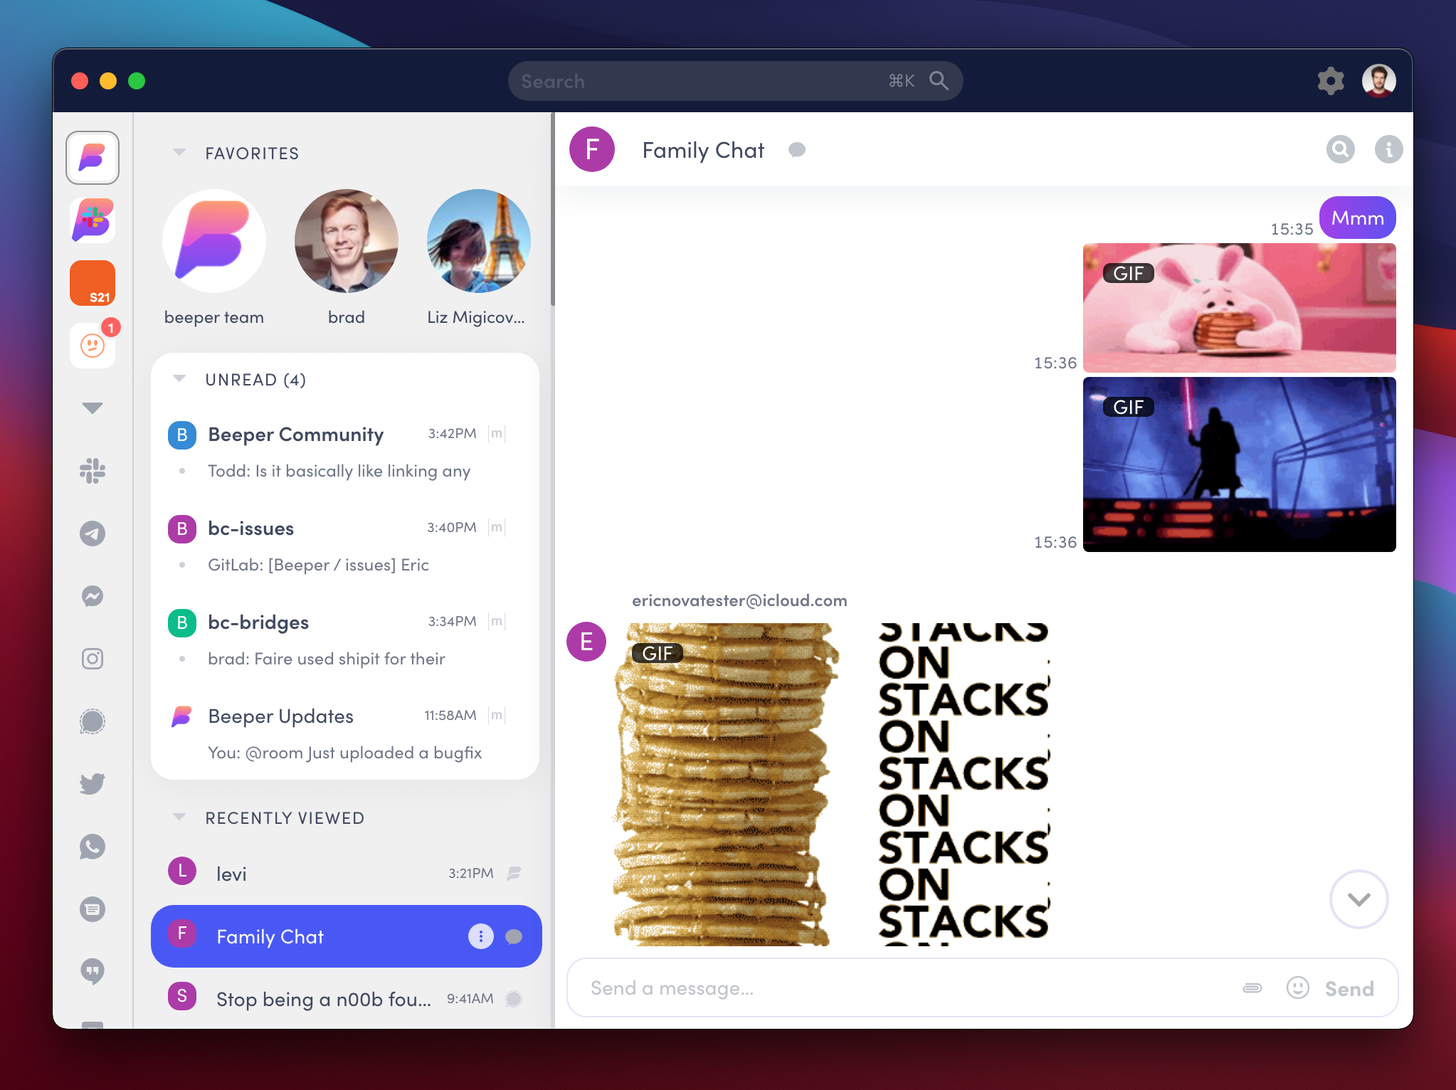 Search ⌘K
S21
1
FAVORITES
beeper team
brad
Liz Migicov...
UNREAD (4)
B Beeper Community 3:42PM [m]
Todd: Is it basically like linking any
B bc-issues 3:40PM [m]
GitLab: [Beeper / issues] Eric
B bc-bridges 3:34PM [m]
brad: Faire used shipit for their
Beeper Updates 11:58AM [m]
You: @room Just uploaded a bugfix
RECENTLY VIEWED
L levi 3:21PM
F Family Chat
S Stop being a n00b fou... 9:41AM
F Family Chat
15:35 Mmm
GIF
15:36
GIF
15:36
ericnovatester@icloud.com
E
GIF
STACKS
ON
STACKS
ON
STACKS
ON
STACKS
ON
STACKS
Send a message... Send